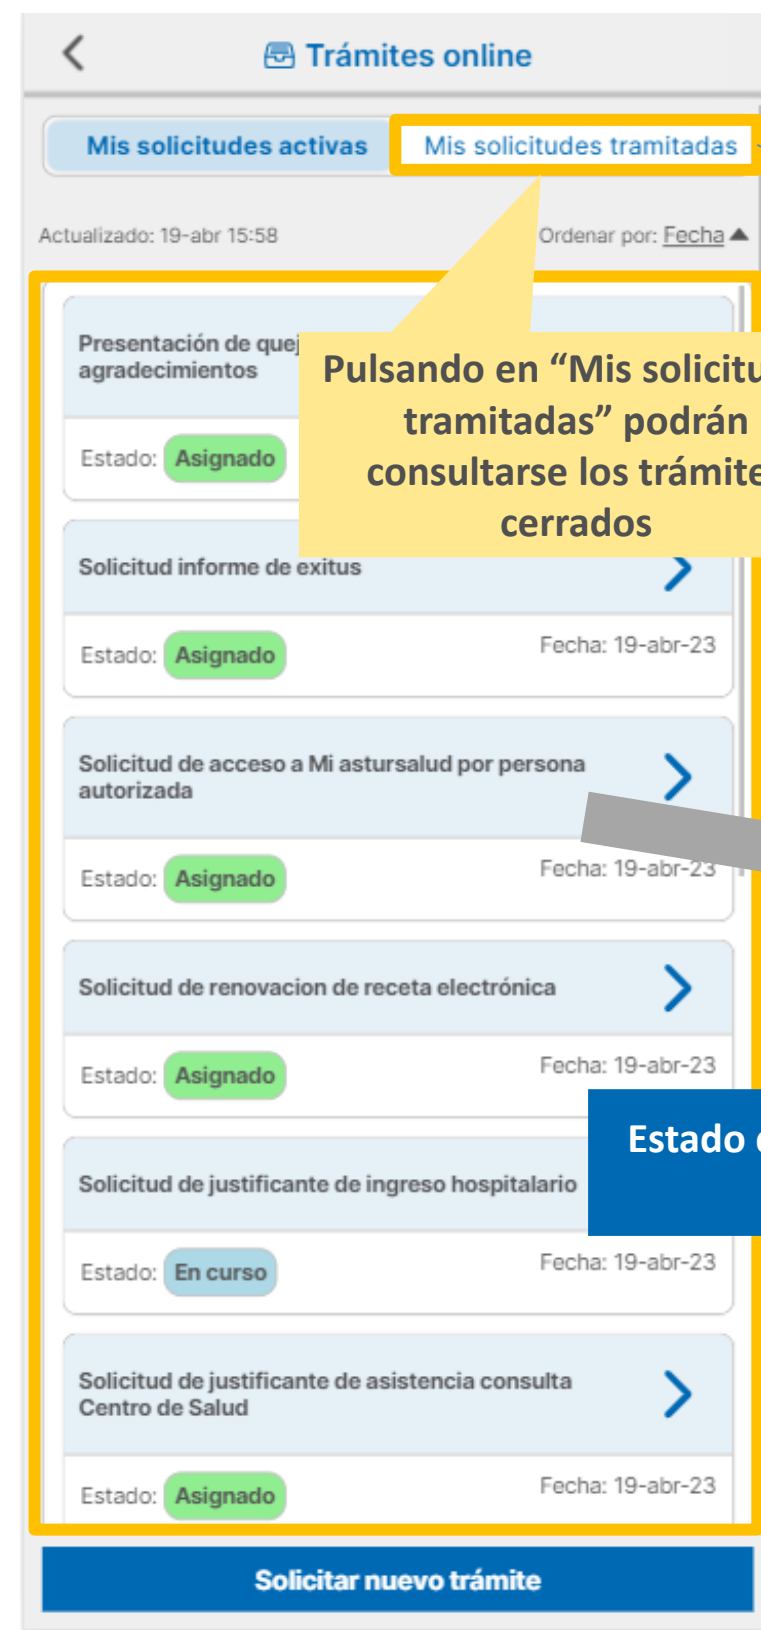 Trámites online
Mis solicitudes activas
Mis solicitudes tramitadas
Actualizado: 19-abr 15:58
Ordenar por: Fecha
Presentación de
agradecimientos
Estado: Asignado
Pulsando en “Mis
tramitadas” podrán
consultarse los
cerrados
Solicitud informe de exitus
Estado: Asignado
Fecha: 19-abr-23
Solicitud de acceso a Mi astursalud por persona
autorizada
Estado: Asignado
Fecha: 19-abr-23
Solicitud de renovacion de receta electrónica
Estado: Asignado
Fecha: 19-abr-23
Estado
Solicitud de justificante de ingreso hospitalario
Estado: En curso
Fecha: 19-abr-23
Solicitud de justificante de asistencia consulta
Centro de Salud
Estado: Asignado
Fecha: 19-abr-23
Solicitar nuevo trámite